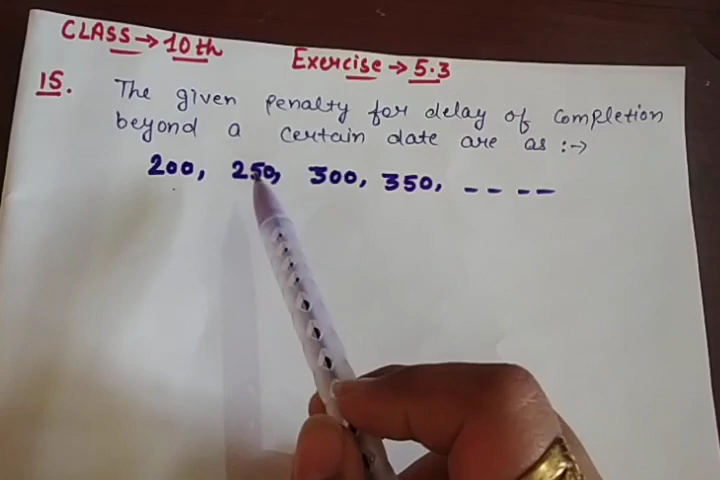 CLASS → 10th Exercise → 5.3
15. The given penalty for delay of completion
beyond a certain date are as :→
200, 250, 300, 350, _ _ _ _